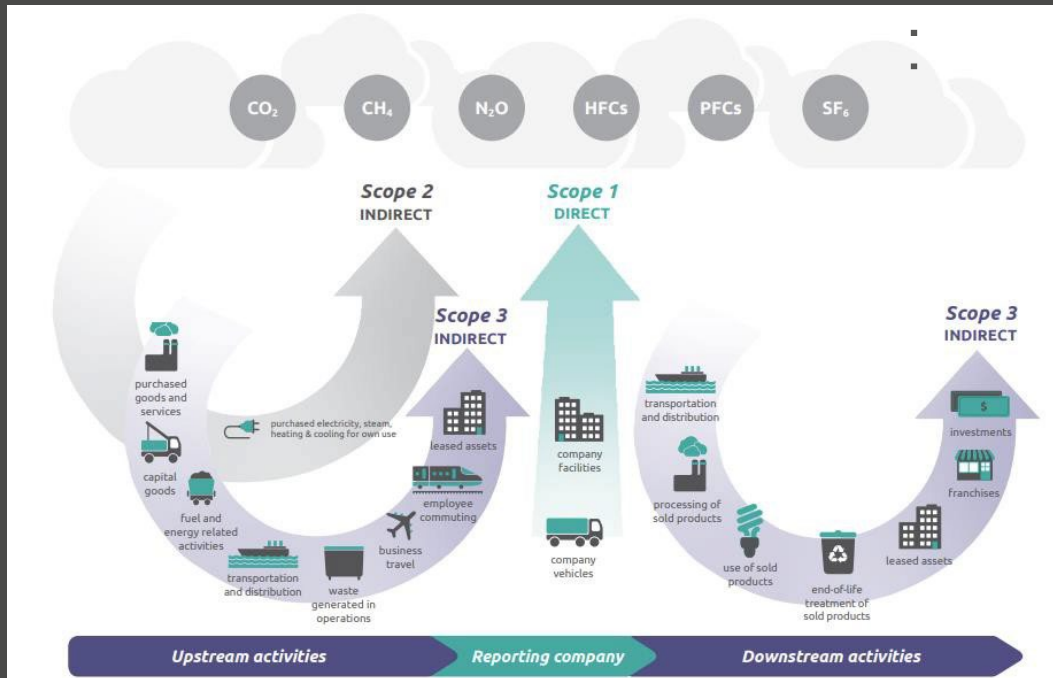 CO₂
CH₄
N₂O
HFCs
PFCs
SF₆
Scope 2
INDIRECT
Scope 1
DIRECT
Scope 3
INDIRECT
Scope 3
INDIRECT
purchased
goods and
services
capital
goods
fuel and
energy related
activities
purchased electricity, steam,
heating & cooling for own use
transportation
and distribution
waste
generated in
operations
business
travel
employee
commuting
leased assets
company
facilities
company
vehicles
transportation
and distribution
processing of
sold products
use of sold
products
end-of-life
treatment of
sold products
leased assets
franchises
$
investments
Upstream activities
Reporting company
Downstream activities